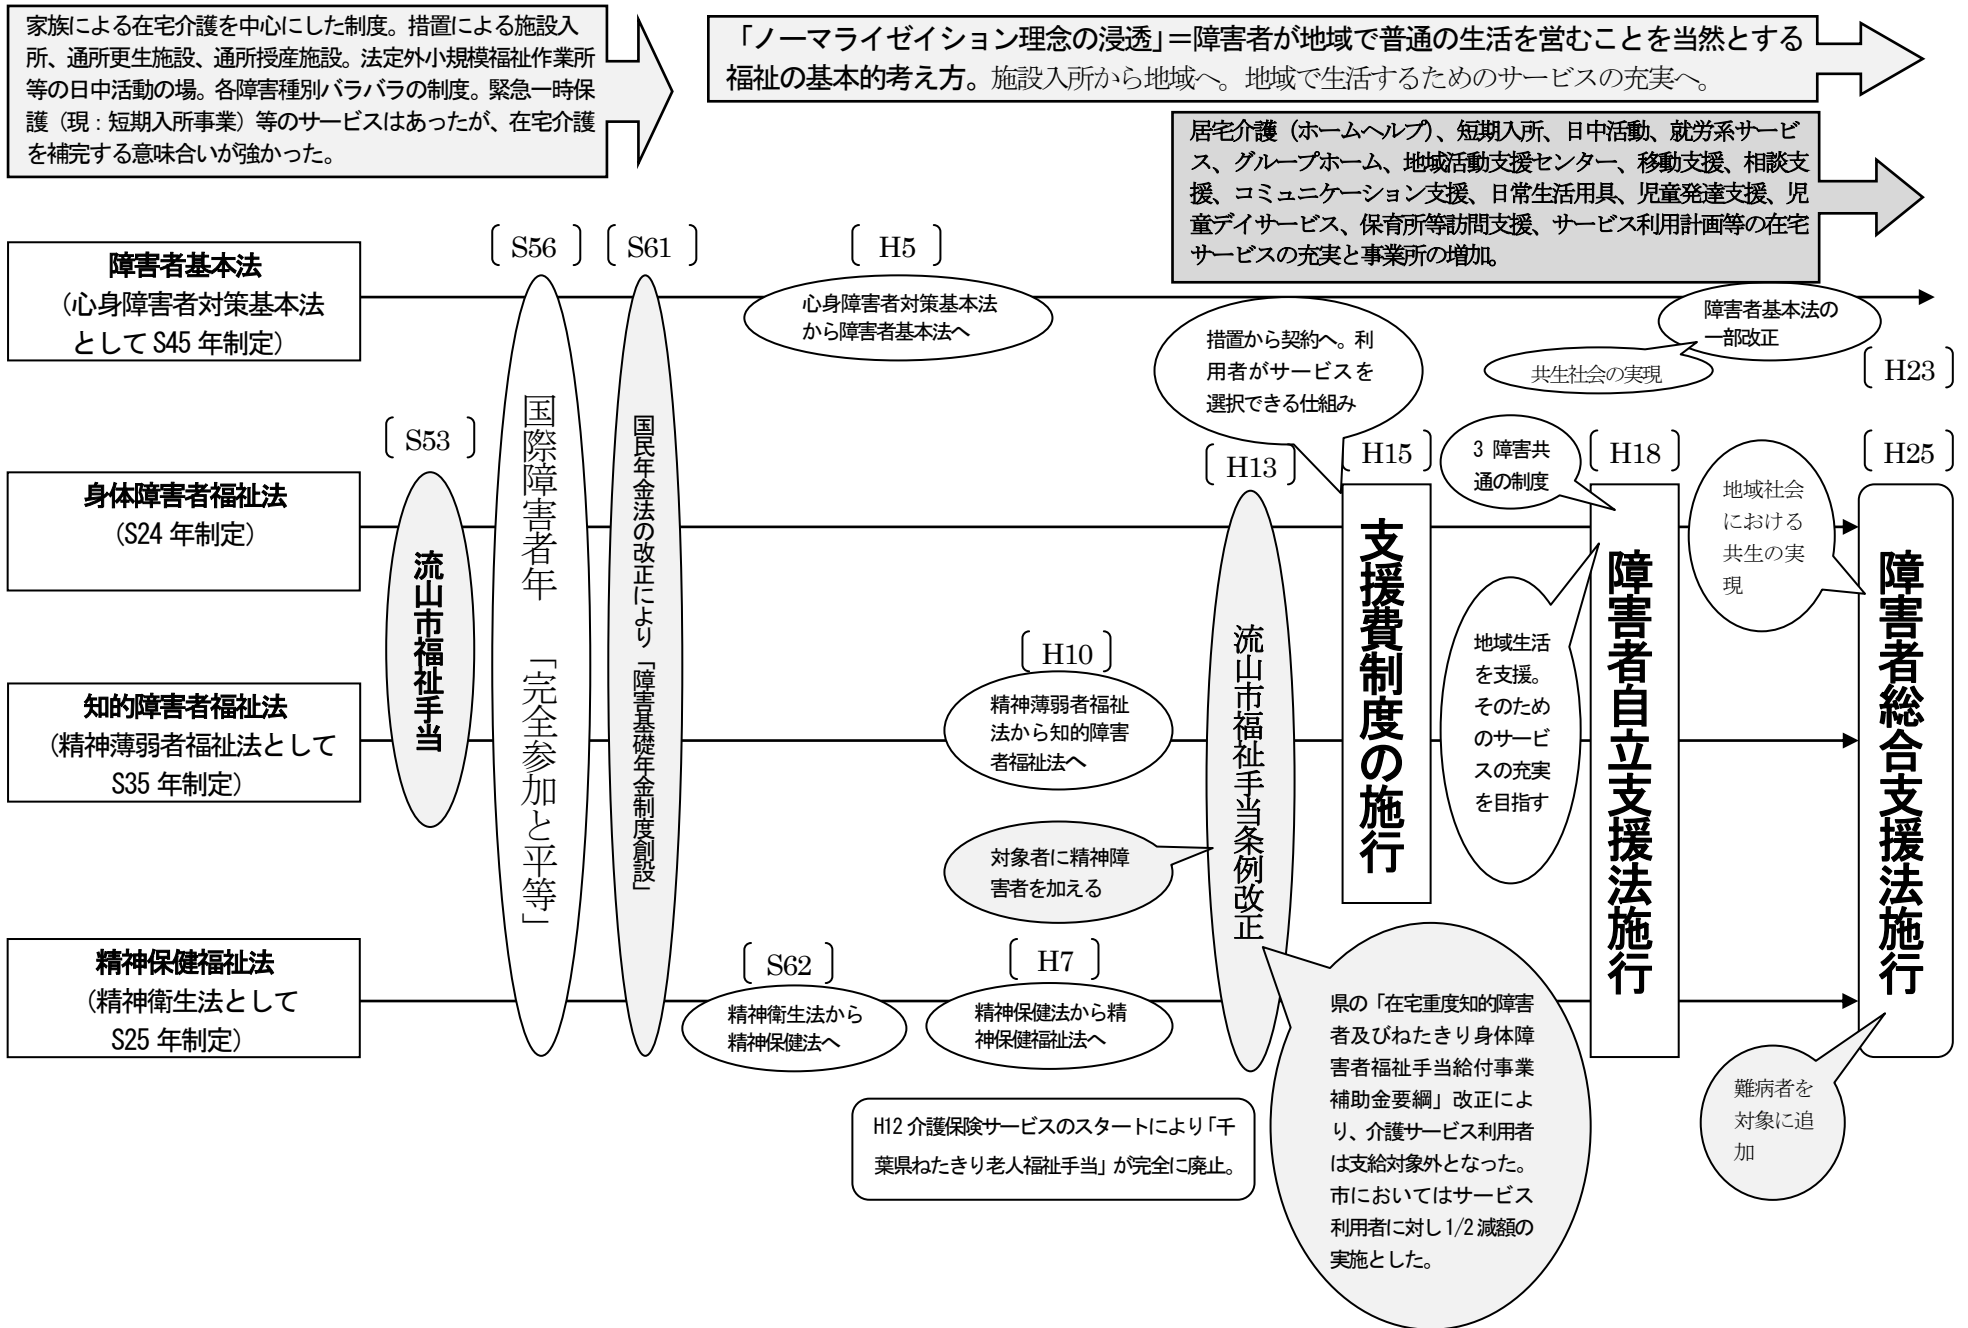 家族による在宅介護を中心にした制度。措置による施設入
所、通所更生施設、通所授産施設。法定外小規模福祉作業所
等の日中活動の場。各障害種別バラバラの制度。緊急一時保
護（現：短期入所事業）等のサービスはあったが、在宅介護
を補完する意味合いが強かった。
「ノーマライゼイション理念の浸透」＝障害者が地域で普通の生活を営むことを当然とする
福祉の基本的考え方。施設入所から地域へ。地域で生活するためのサービスの充実へ。
居宅介護（ホームヘルプ）、短期入所、日中活動、就労系サービ
ス、グループホーム、地域活動支援センター、移動支援、相談支
援、コミュニケーション支援、日常生活用具、児童発達支援、児
童デイサービス、保育所等訪問支援、サービス利用計画等の在宅
サービスの充実と事業所の増加。
障害者基本法
（心身障害者対策基本法
として S45 年制定）
S56
S61
H5
心身障害者対策基本法
から障害者基本法へ
措置から契約へ。利
用者がサービスを
選択できる仕組み
障害者基本法の
一部改正
共生社会の実現
H23
身体障害者福祉法
（S24 年制定）
S53
流山市福祉手当
国際障害者年　「完全参加と平等」
国民年金法の改正により「障害基礎年金制度創設」
H13
流山市福祉手当条例改正
H15
支援費制度の施行
3 障害共
通の制度
H18
障害者自立支援法施行
地域社会
における
共生の実
現
H25
障害者総合支援法施行
地域生活
を支援。
そのため
のサービ
スの充実
を目指す
知的障害者福祉法
（精神薄弱者福祉法として
S35 年制定）
H10
精神薄弱者福祉
法から知的障害
者福祉法へ
対象者に精神障
害者を加える
精神保健福祉法
（精神衛生法として
S25 年制定）
S62
精神衛生法から
精神保健法へ
H7
精神保健法から精
神保健福祉法へ
H12 介護保険サービスのスタートにより「千
葉県ねたきり老人福祉手当」が完全に廃止。
県の「在宅重度知的障害
者及びねたきり身体障
害者福祉手当給付事業
補助金要綱」改正によ
り、介護サービス利用者
は支給対象外となった。
市においてはサービス
利用者に対し 1/2 減額の
実施とした。
難病者を
対象に追
加